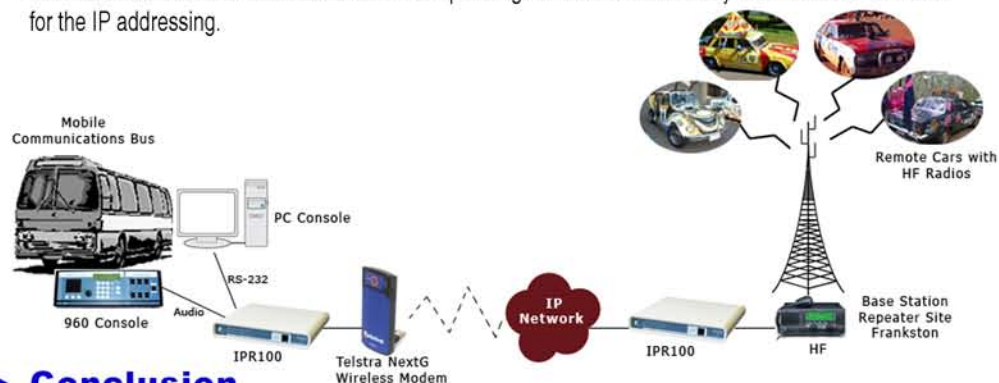 for the IP addressing.
Mobile
Communications Bus
PC Console
RS-232
Audio
960 Console
IPR100
Telstra NextG
Wireless Modem
IP
Network
IPR100
HF
Base Station
Repeater Site
Frankston
Remote Cars with
HF Radios